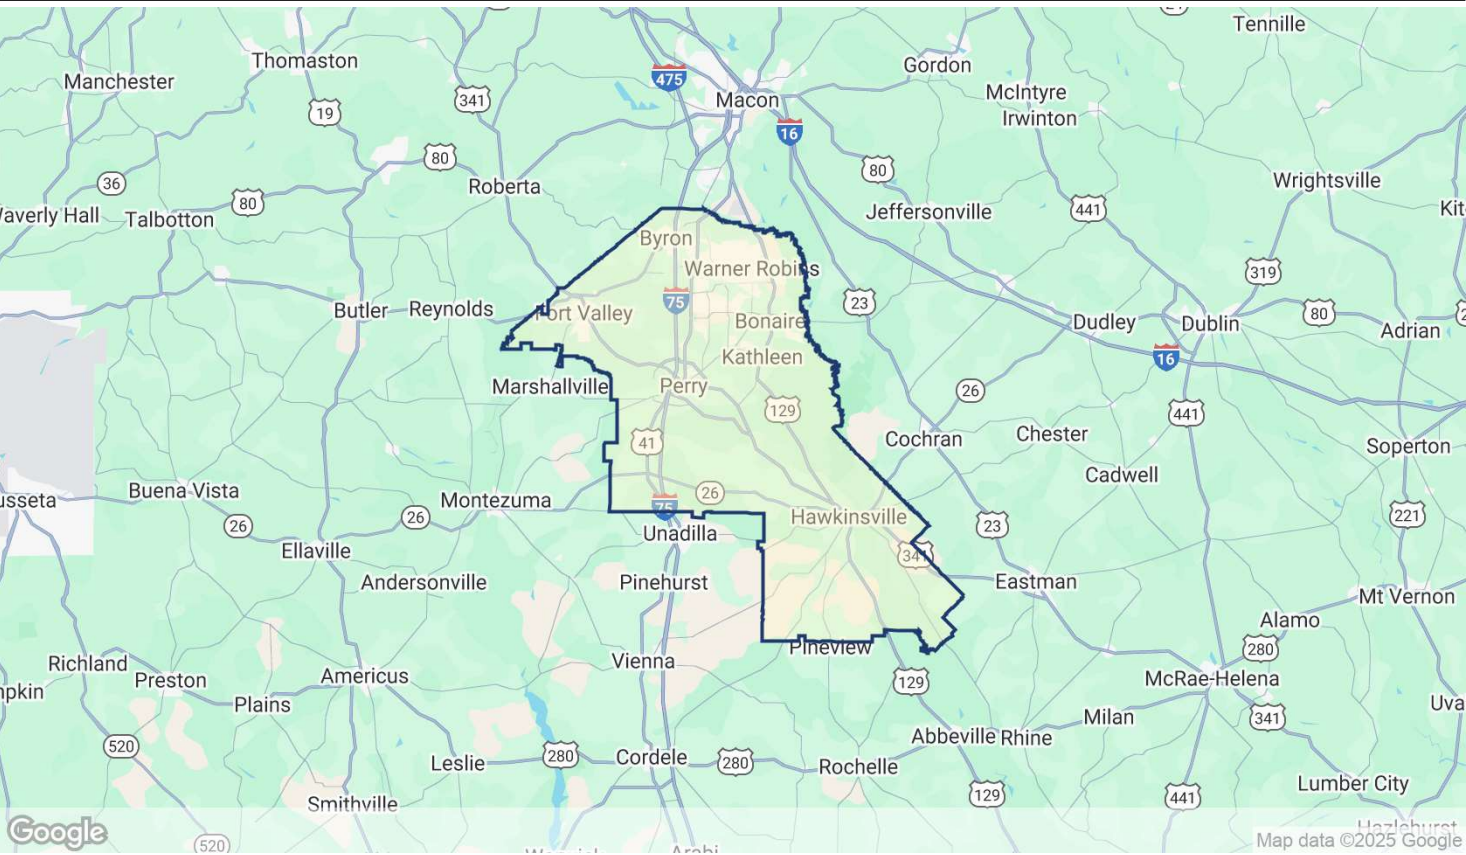 Tennille
Thomaston
Manchester
Gordon
475
341
McIntyre
Macon
19
Irwinton
16
80
80
36
Roberta
Wrightsville
80
441
Waverly Hall
Talbotton
Jeffersonville
Byron
Warner Robins
319
75
23
Butler
Reynolds
Fort Valley
Bonaire
Dudley
Dublin
80
Adrian
Kathleen
16
Marshallville
Perry
26
129
441
41
Cochran
Chester
Soperton
Cadwell
Buena Vista
Montezuma
26
75
Hawkinsville
221
26
26
23
Unadilla
Ellaville
341
Andersonville
Pinehurst
Eastman
Mt Vernon
Alamo
Pineview
280
Richland
Vienna
Preston
Americus
129
McRae-Helena
Plains
341
Milan
520
Abbeville
Rhine
280
Cordele
280
Leslie
Rochelle
Lumber City
129
441
Smithville
Hazlehurst
Google
520
Map data ©2025 Google